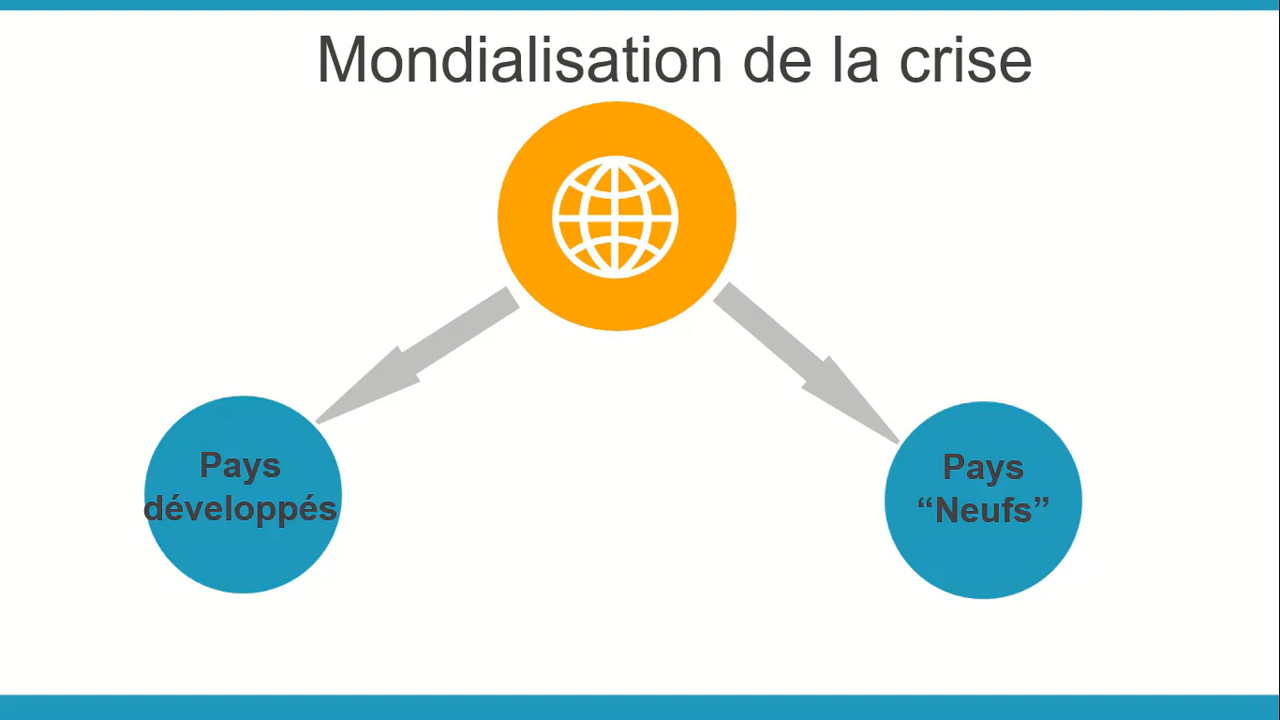 Mondialisation de la crise
Pays
développés
Pays
“Neufs”